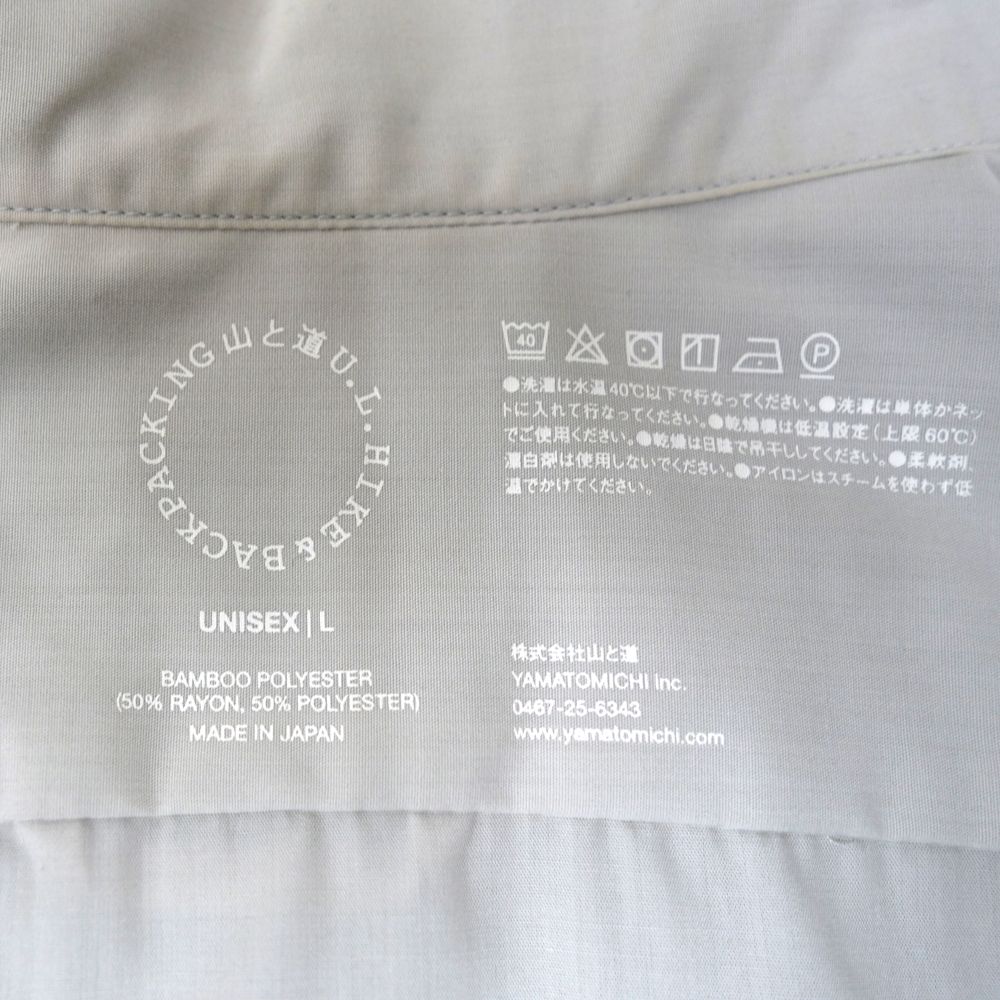 山と道 U.L. HIKE & BACKPACKING
UNISEX | L
BAMBOO POLYESTER
(50% RAYON, 50% POLYESTER)
MADE IN JAPAN
40
P
●洗濯は水温40℃以下で行なってください。●洗濯は単体かネッ
トに入れて行なってください。●乾燥機は低温設定(上限60℃)
でご使用ください。●乾燥は日陰で吊干ししてください。●柔軟剤、
漂白剤は使用しないでください。●アイロンはスチームを使わず低
温でかけてください。
株式会社山と道
YAMATOMICHI Inc.
0467-25-6343
www.yamatomichi.com